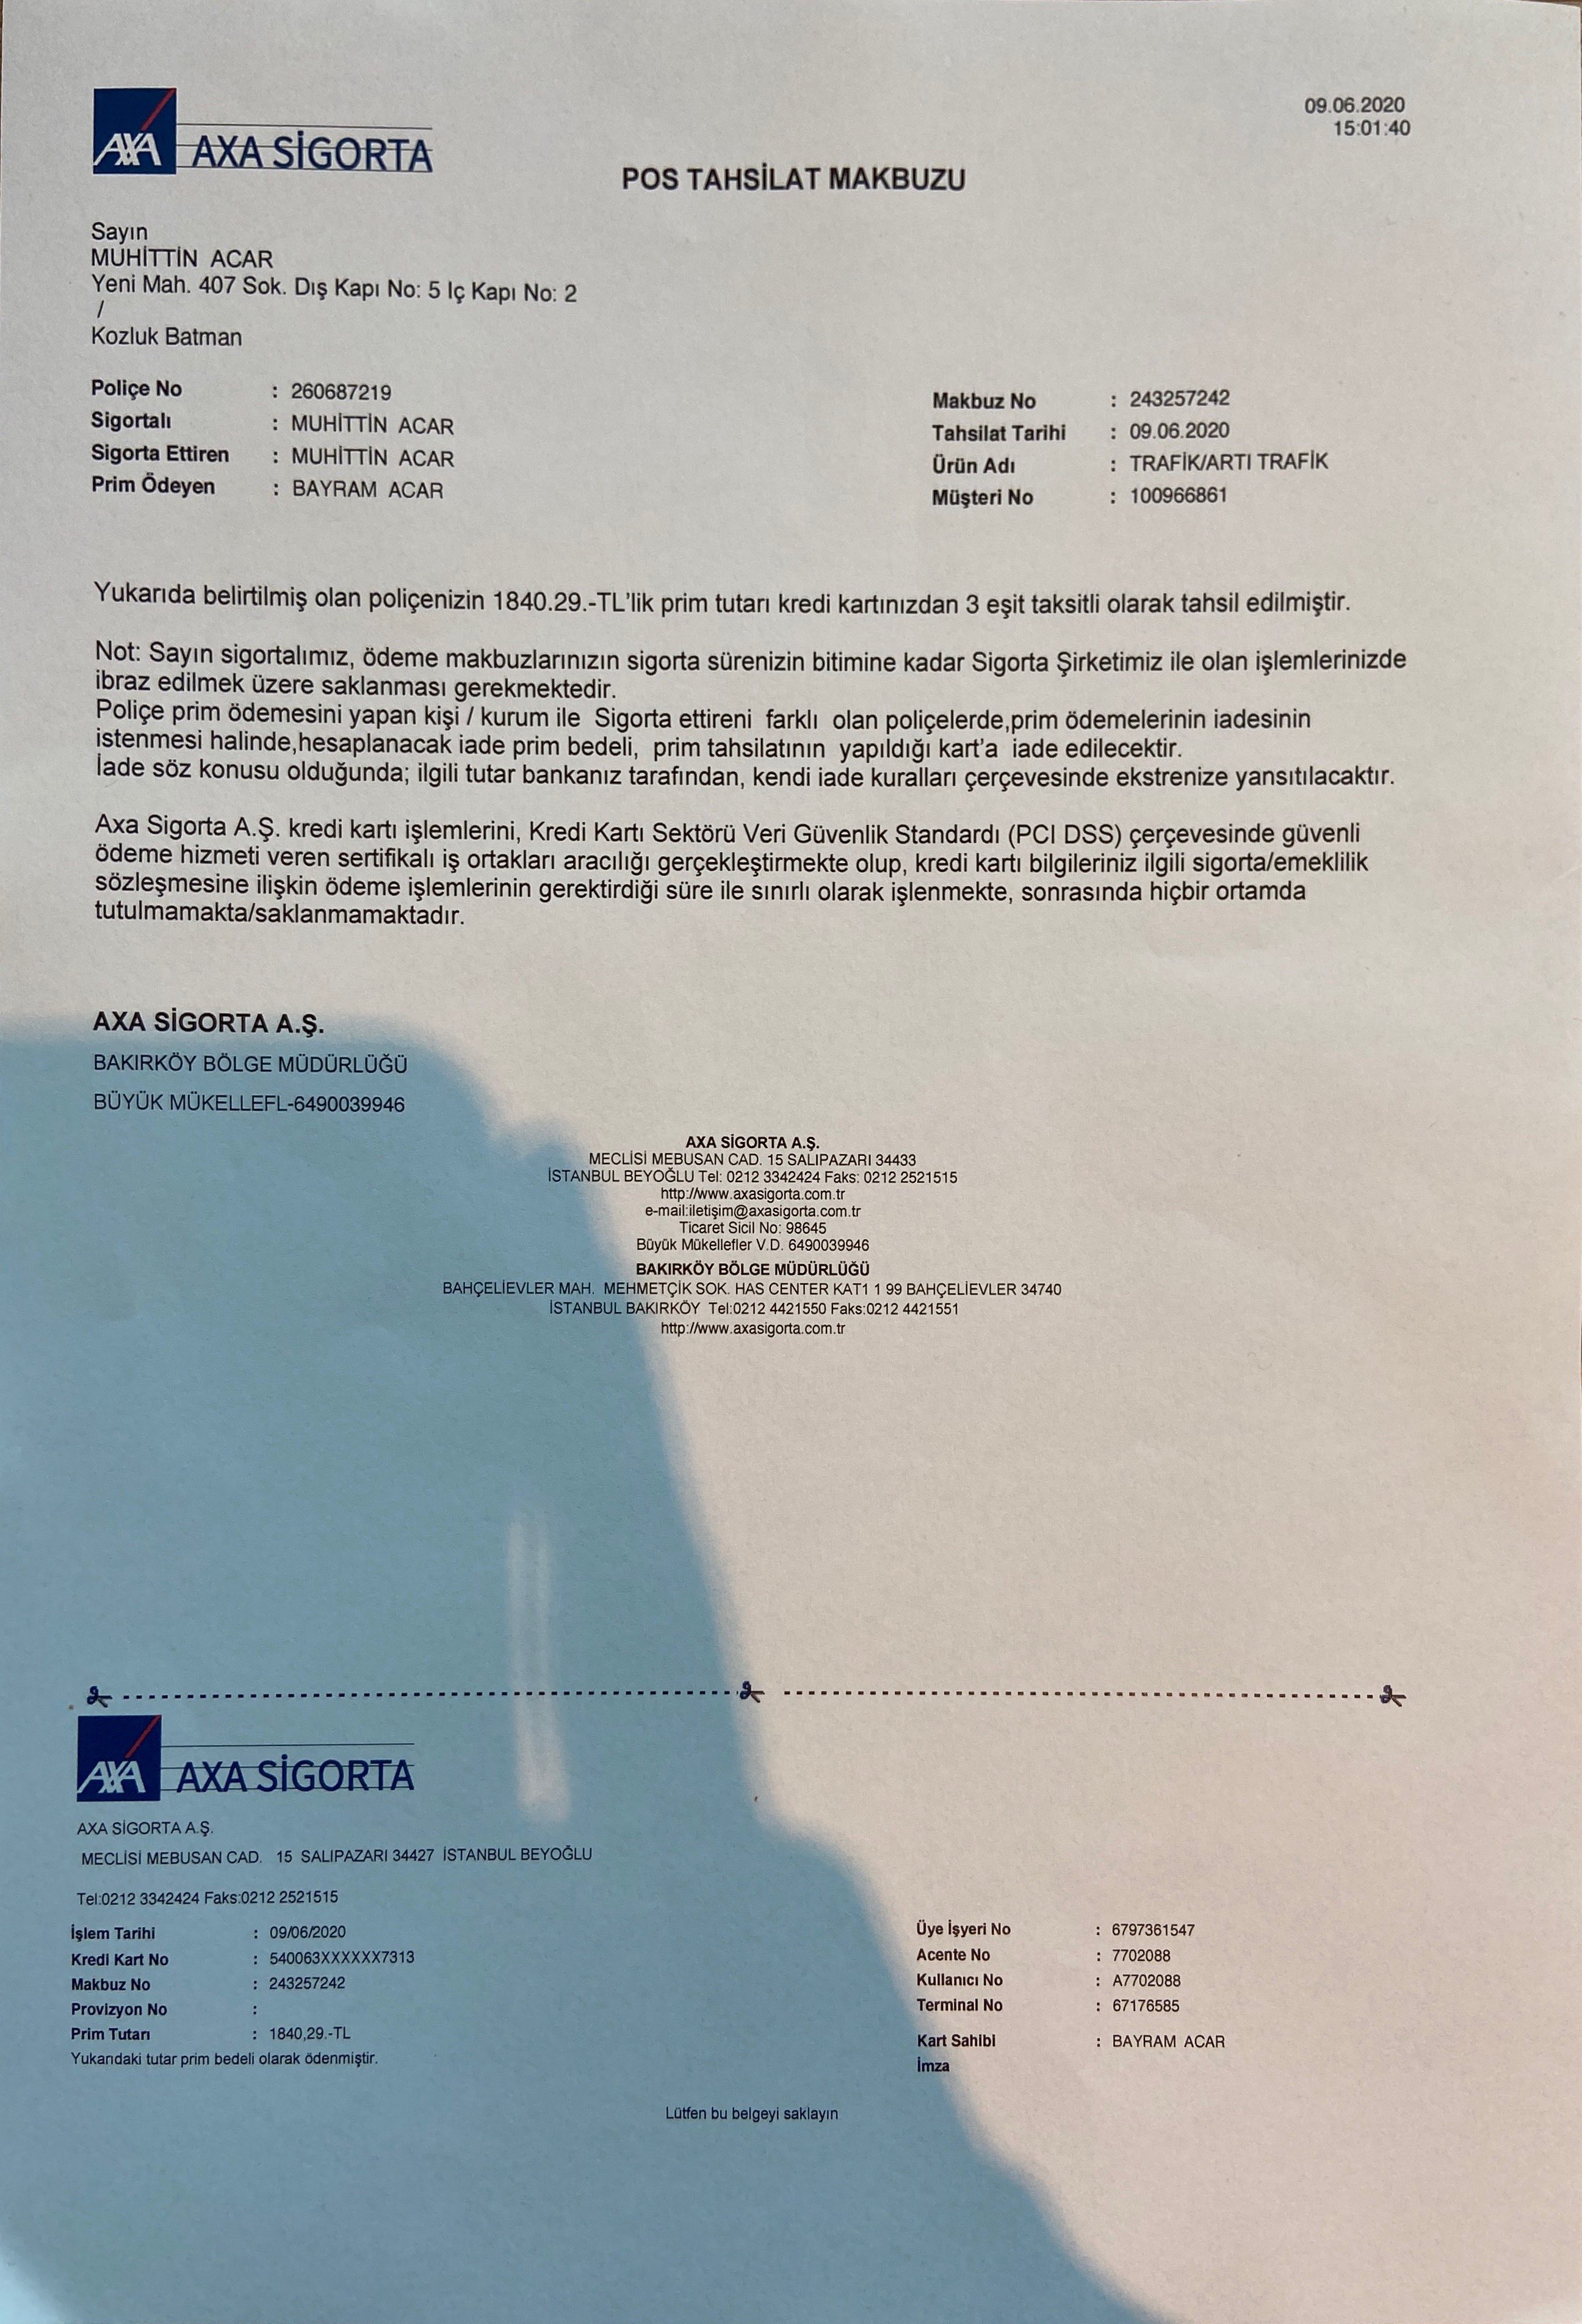 AXA AXA SİGORTA
09.06.2020
15:01:40
POS TAHSİLAT MAKBUZU
Sayın
MUHİTTİN ACAR
Yeni Mah. 407 Sok. Dış Kapı No: 5 Iç Kapı No: 2
/
Kozluk Batman
Poliçe No : 260687219
Sigortalı : MUHİTTİN ACAR
Sigorta Ettiren : MUHİTTİN ACAR
Prim Ödeyen : BAYRAM ACAR
Makbuz No : 243257242
Tahsilat Tarihi : 09.06.2020
Ürün Adı : TRAFİK/ARTI TRAFİK
Müşteri No : 100966861
Yukarıda belirtilmiş olan poliçenizin 1840.29.-TL'lik prim tutarı kredi kartınızdan 3 eşit taksitli olarak tahsil edilmiştir.
Not: Sayın sigortalımız, ödeme makbuzlarınızın sigorta sürenizin bitimine kadar Sigorta Şirketimiz ile olan işlemlerinizde
ibraz edilmek üzere saklanması gerekmektedir.
Poliçe prim ödemesini yapan kişi / kurum ile Sigorta ettireni farklı olan poliçelerde,prim ödemelerinin iadesinin
istenmesi halinde,hesaplanacak iade prim bedeli, prim tahsilatının yapıldığı kart'a iade edilecektir.
İade söz konusu olduğunda; ilgili tutar bankanız tarafından, kendi iade kuralları çerçevesinde ekstrenize yansıtılacaktır.
Axa Sigorta A.Ş. kredi kartı işlemlerini, Kredi Kartı Sektörü Veri Güvenlik Standardı (PCI DSS) çerçevesinde güvenli
ödeme hizmeti veren sertifikalı iş ortakları aracılığı gerçekleştirmekte olup, kredi kartı bilgileriniz ilgili sigorta/emeklilik
sözleşmesine ilişkin ödeme işlemlerinin gerektirdiği süre ile sınırlı olarak işlenmekte, sonrasında hiçbir ortamda
tutulmamakta/saklanmamaktadır.
AXA SİGORTA A.Ş.
BAKIRKÖY BÖLGE MÜDÜRLÜĞÜ
BÜYÜK MÜKELLEFL-6490039946
AXA SİGORTA A.Ş.
MECLİSİ MEBUSAN CAD. 15 SALIPAZARI 34433
İSTANBUL BEYOĞLU Tel: 0212 3342424 Faks: 0212 2521515
http://www.axasigorta.com.tr
e-mail:iletişim@axasigorta.com.tr
Ticaret Sicil No: 98645
Büyük Mükellefler V.D. 6490039946
BAKIRKÖY BÖLGE MÜDÜRLÜĞÜ
BAHÇELİEVLER MAH. MEHMETÇİK SOK. HAS CENTER KAT1 1 99 BAHÇELİEVLER 34740
İSTANBUL BAKIRKÖY Tel:0212 4421550 Faks:0212 4421551
http://www.axasigorta.com.tr
AXA AXA SİGORTA
AXA SİGORTA A.Ş.
MECLİSİ MEBUSAN CAD. 15 SALIPAZARI 34427 İSTANBUL BEYOĞLU
Tel:0212 3342424 Faks:0212 2521515
İşlem Tarihi : 09/06/2020
Kredi Kart No : 540063XXXXXX7313
Makbuz No : 243257242
Provizyon No :
Prim Tutarı : 1840,29.-TL
Yukarıdaki tutar prim bedeli olarak ödenmiştir.
Üye İşyeri No : 6797361547
Acente No : 7702088
Kullanıcı No : A7702088
Terminal No : 67176585
Kart Sahibi : BAYRAM ACAR
İmza
Lütfen bu belgeyi saklayın